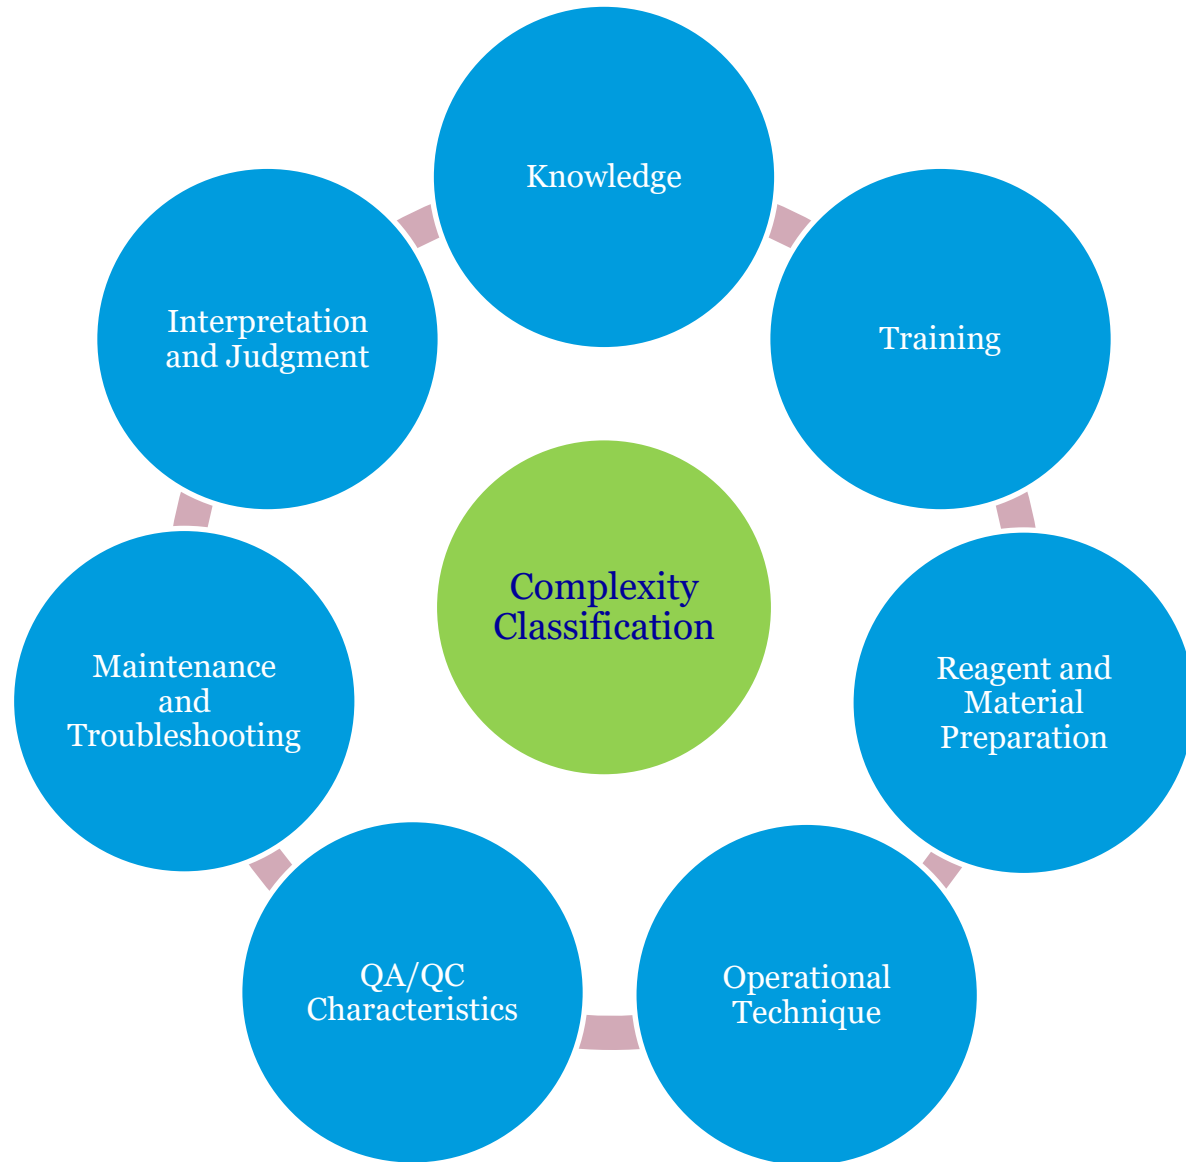 Knowledge
Training
Reagent and
Material
Preparation
Operational
Technique
QA/QC
Characteristics
Maintenance
and
Troubleshooting
Interpretation
and Judgment
Complexity
Classification